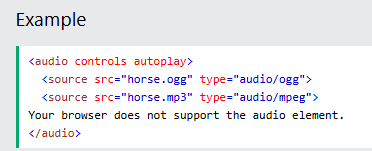 Example
<audio controls autoplay>
  <source src="horse.ogg" type="audio/ogg">
  <source src="horse.mp3" type="audio/mpeg">
Your browser does not support the audio element.
</audio>